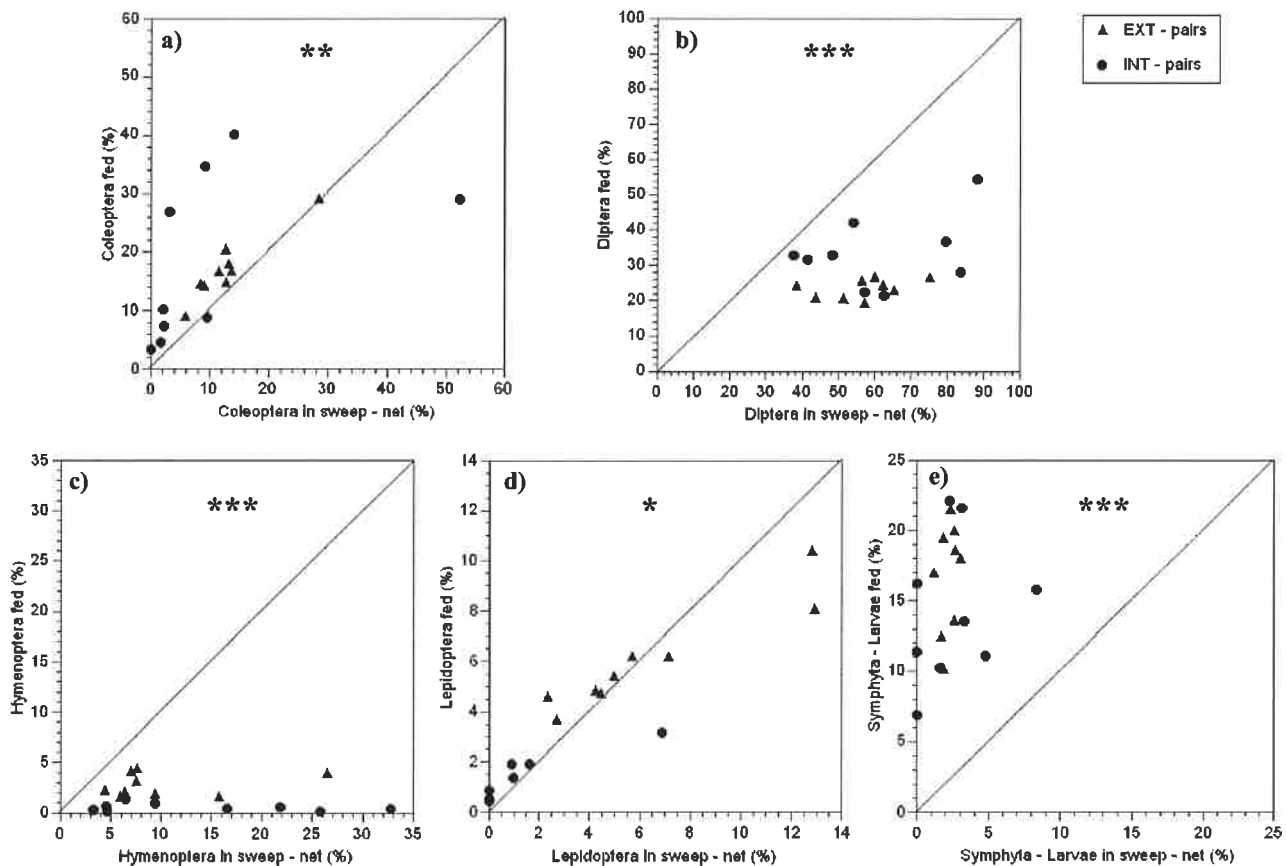 a)
**
60
50
40
30
20
10
0
Coleoptera fed (%)
0 10 20 30 40 50 60
Coleoptera in sweep - net (%)
b)
***
100
90
80
70
60
50
40
30
20
10
0
Diptera fed (%)
0 10 20 30 40 50 60 70 80 90 100
Diptera in sweep - net (%)
EXT - pairs
INT - pairs
c)
***
35
30
25
20
15
10
5
0
Hymenoptera fed (%)
0 5 10 15 20 25 30 35
Hymenoptera in sweep - net (%)
d)
*
14
12
10
8
6
4
2
0
Lepidoptera fed (%)
0 2 4 6 8 10 12 14
Lepidoptera in sweep - net (%)
e)
***
25
20
15
10
5
0
Symphyta - Larvae fed (%)
0 5 10 15 20 25
Symphyta - Larvae in sweep - net (%)